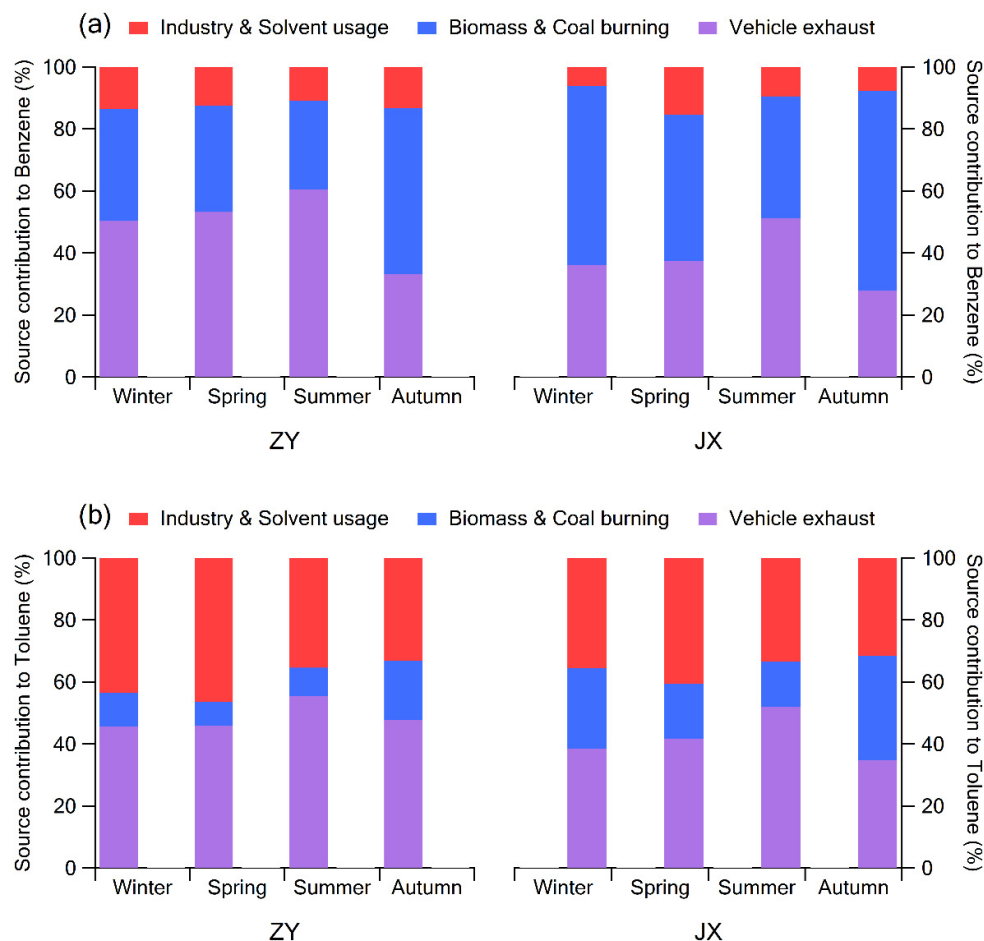 (a) Industry & Solvent usage Biomass & Coal burning Vehicle exhaust
Source contribution to Benzene (%)
100 80 60 40 20 0
Winter Spring Summer Autumn
ZY
Winter Spring Summer Autumn
JX
100 80 60 40 20 0
Source contribution to Benzene (%)
(b) Industry & Solvent usage Biomass & Coal burning Vehicle exhaust
Source contribution to Toluene (%)
100 80 60 40 20 0
Winter Spring Summer Autumn
ZY
Winter Spring Summer Autumn
JX
100 80 60 40 20 0
Source contribution to Toluene (%)